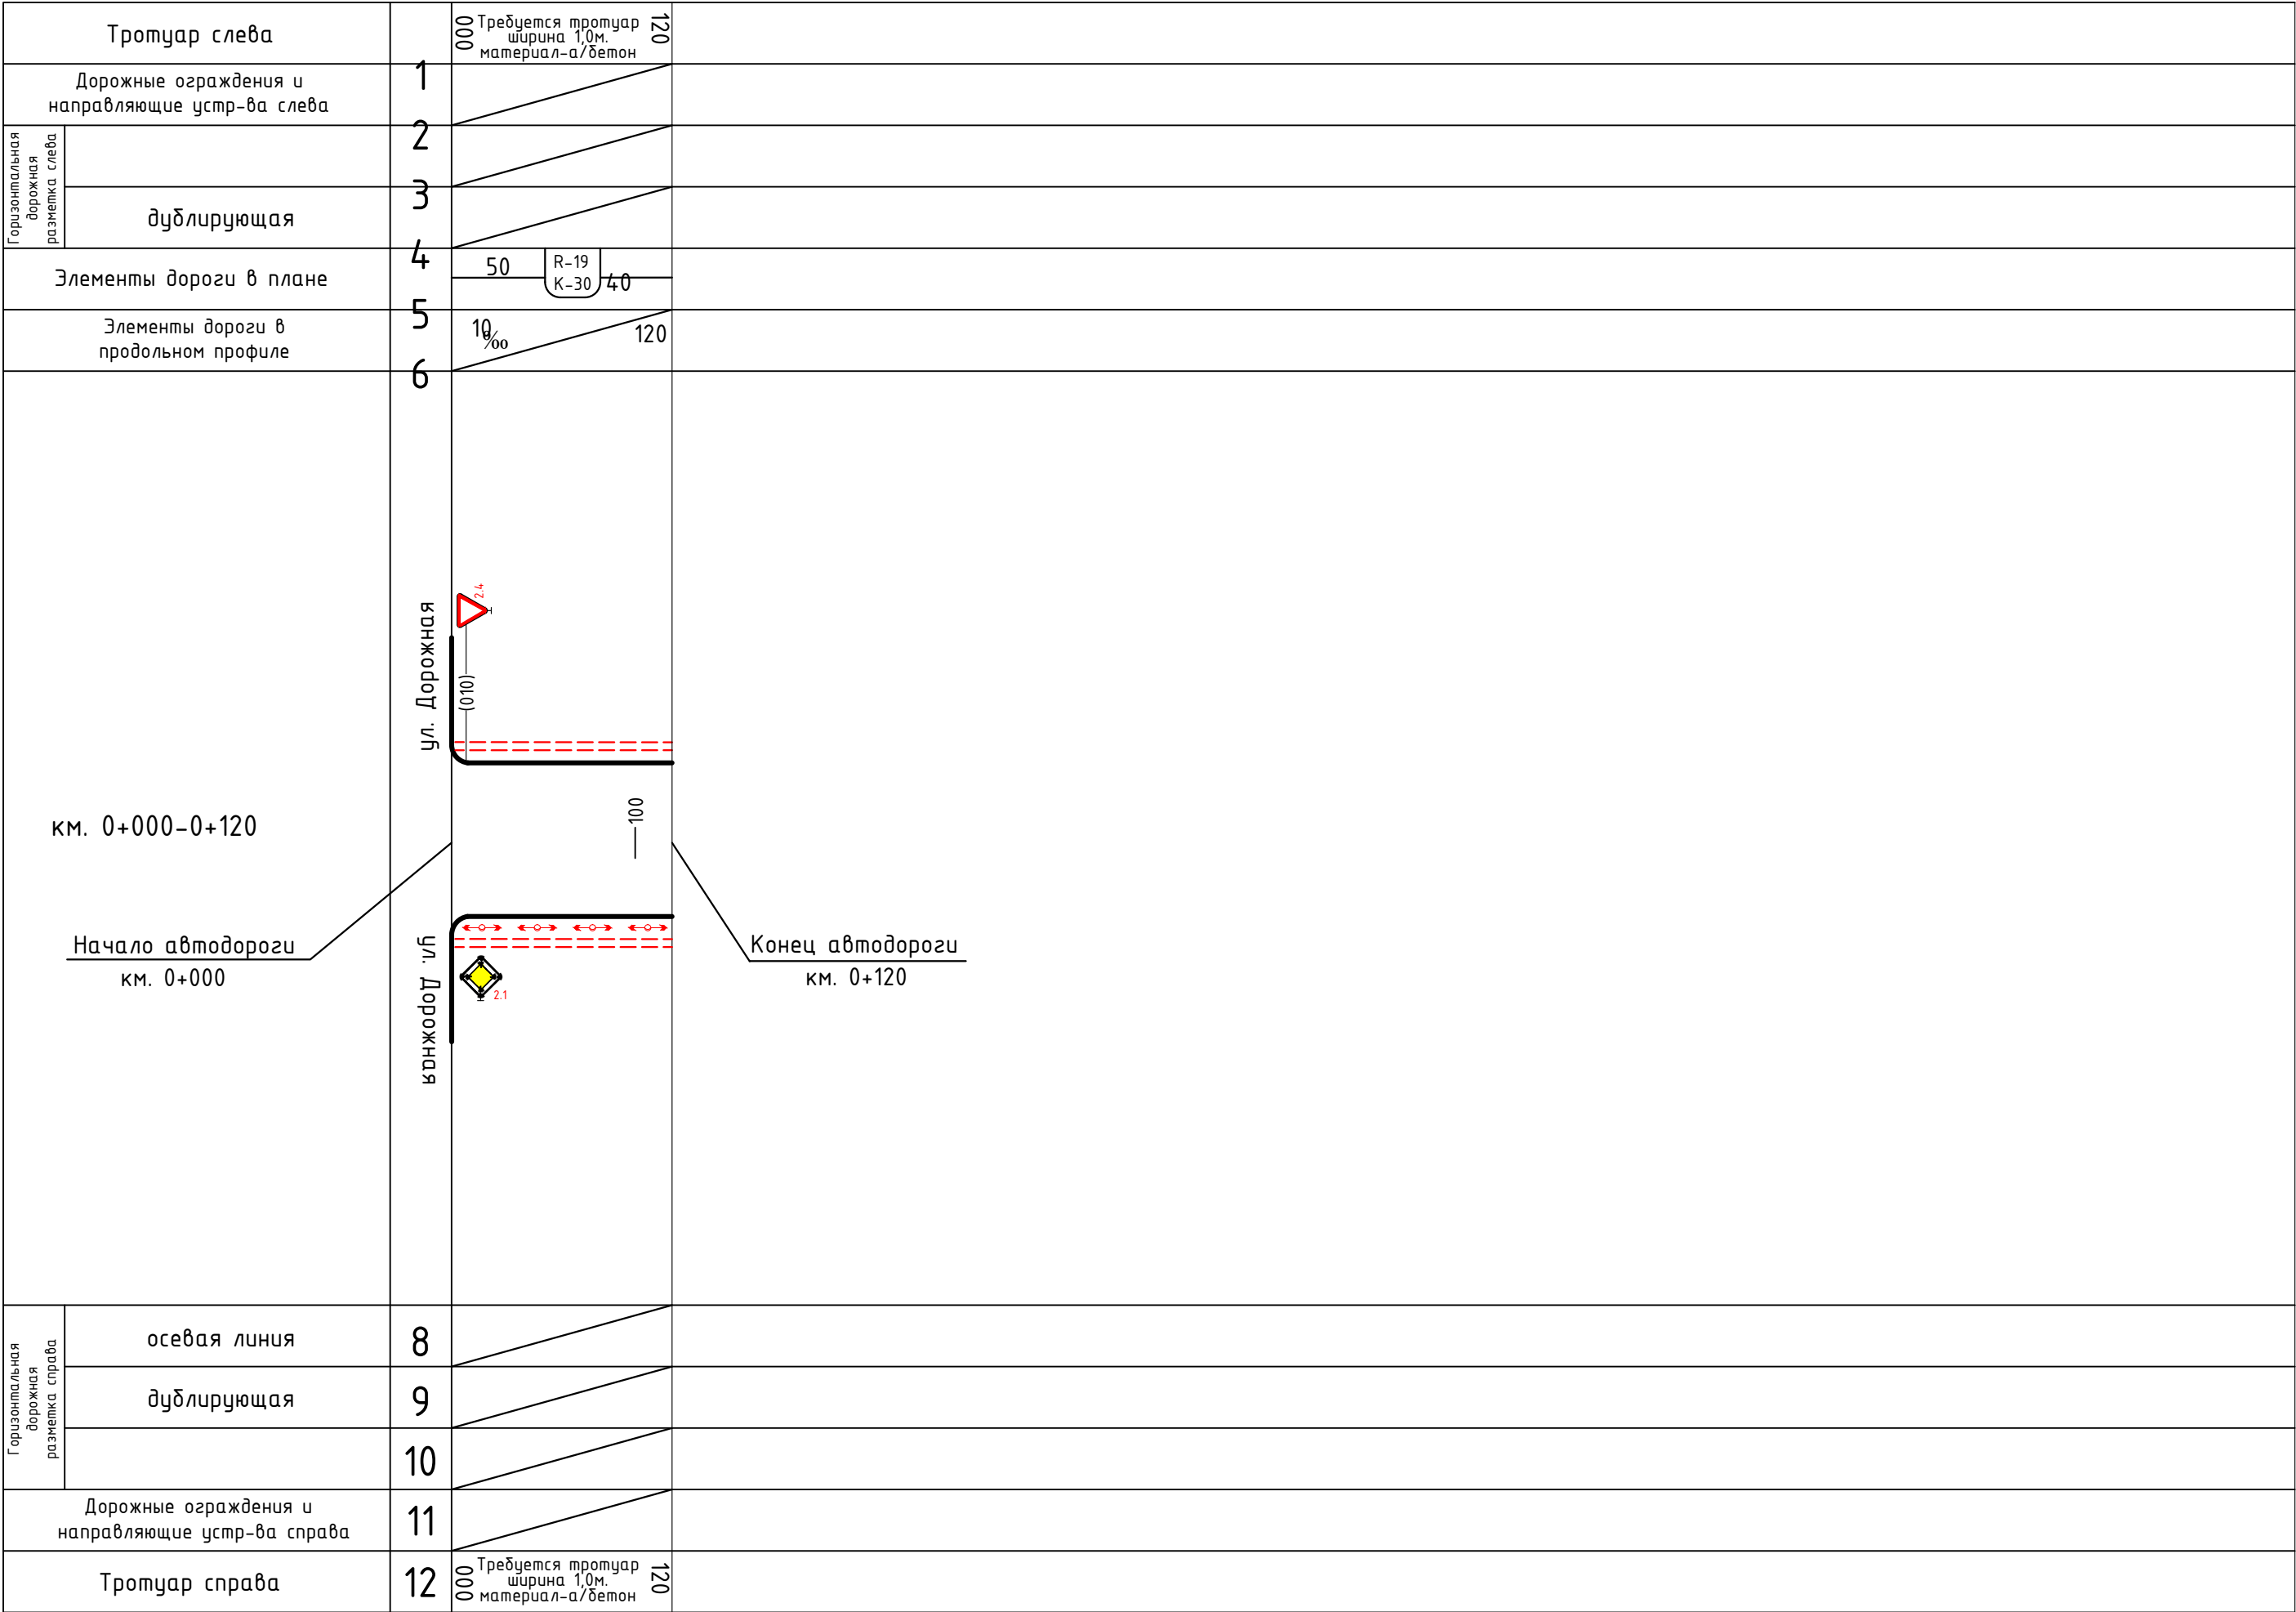 Тротуар слева
000
Требуется тротуар
ширина 1,0м.
материал-а/бетон
120
1
Дорожные ограждения и
направляющие устр-ва слева
2
Горизонтальная
дорожная
разметка слева
3
дублирующая
4
Элементы дороги в плане
50
R-19
К-30
40
5
Элементы дороги в
продольном профиле
10
‰
120
6
2.4
ул. Дорожная
(010)
км. 0+000-0+120
100
Начало автодороги
км. 0+000
Конец автодороги
км. 0+120
ул. Дорожная
2.1
Горизонтальная
дорожная
разметка справа
осевая линия
8
дублирующая
9
10
Дорожные ограждения и
направляющие устр-ва справа
11
Тротуар справа
12
000
Требуется тротуар
ширина 1,0м.
материал-а/бетон
120